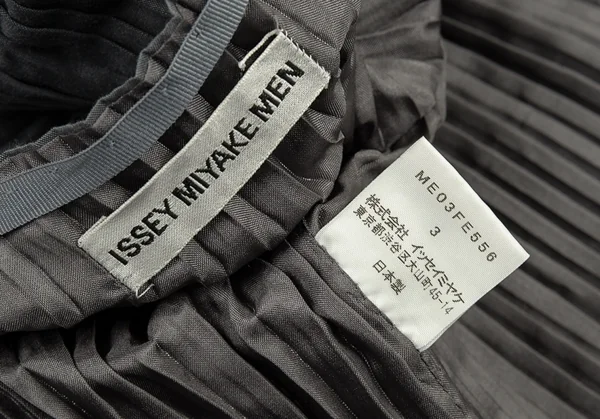 ISSEY MIYAKE MEN
ME03FE556
3
株式会社 イッセイミヤケ
東京都渋谷区大山町45-14
日本製